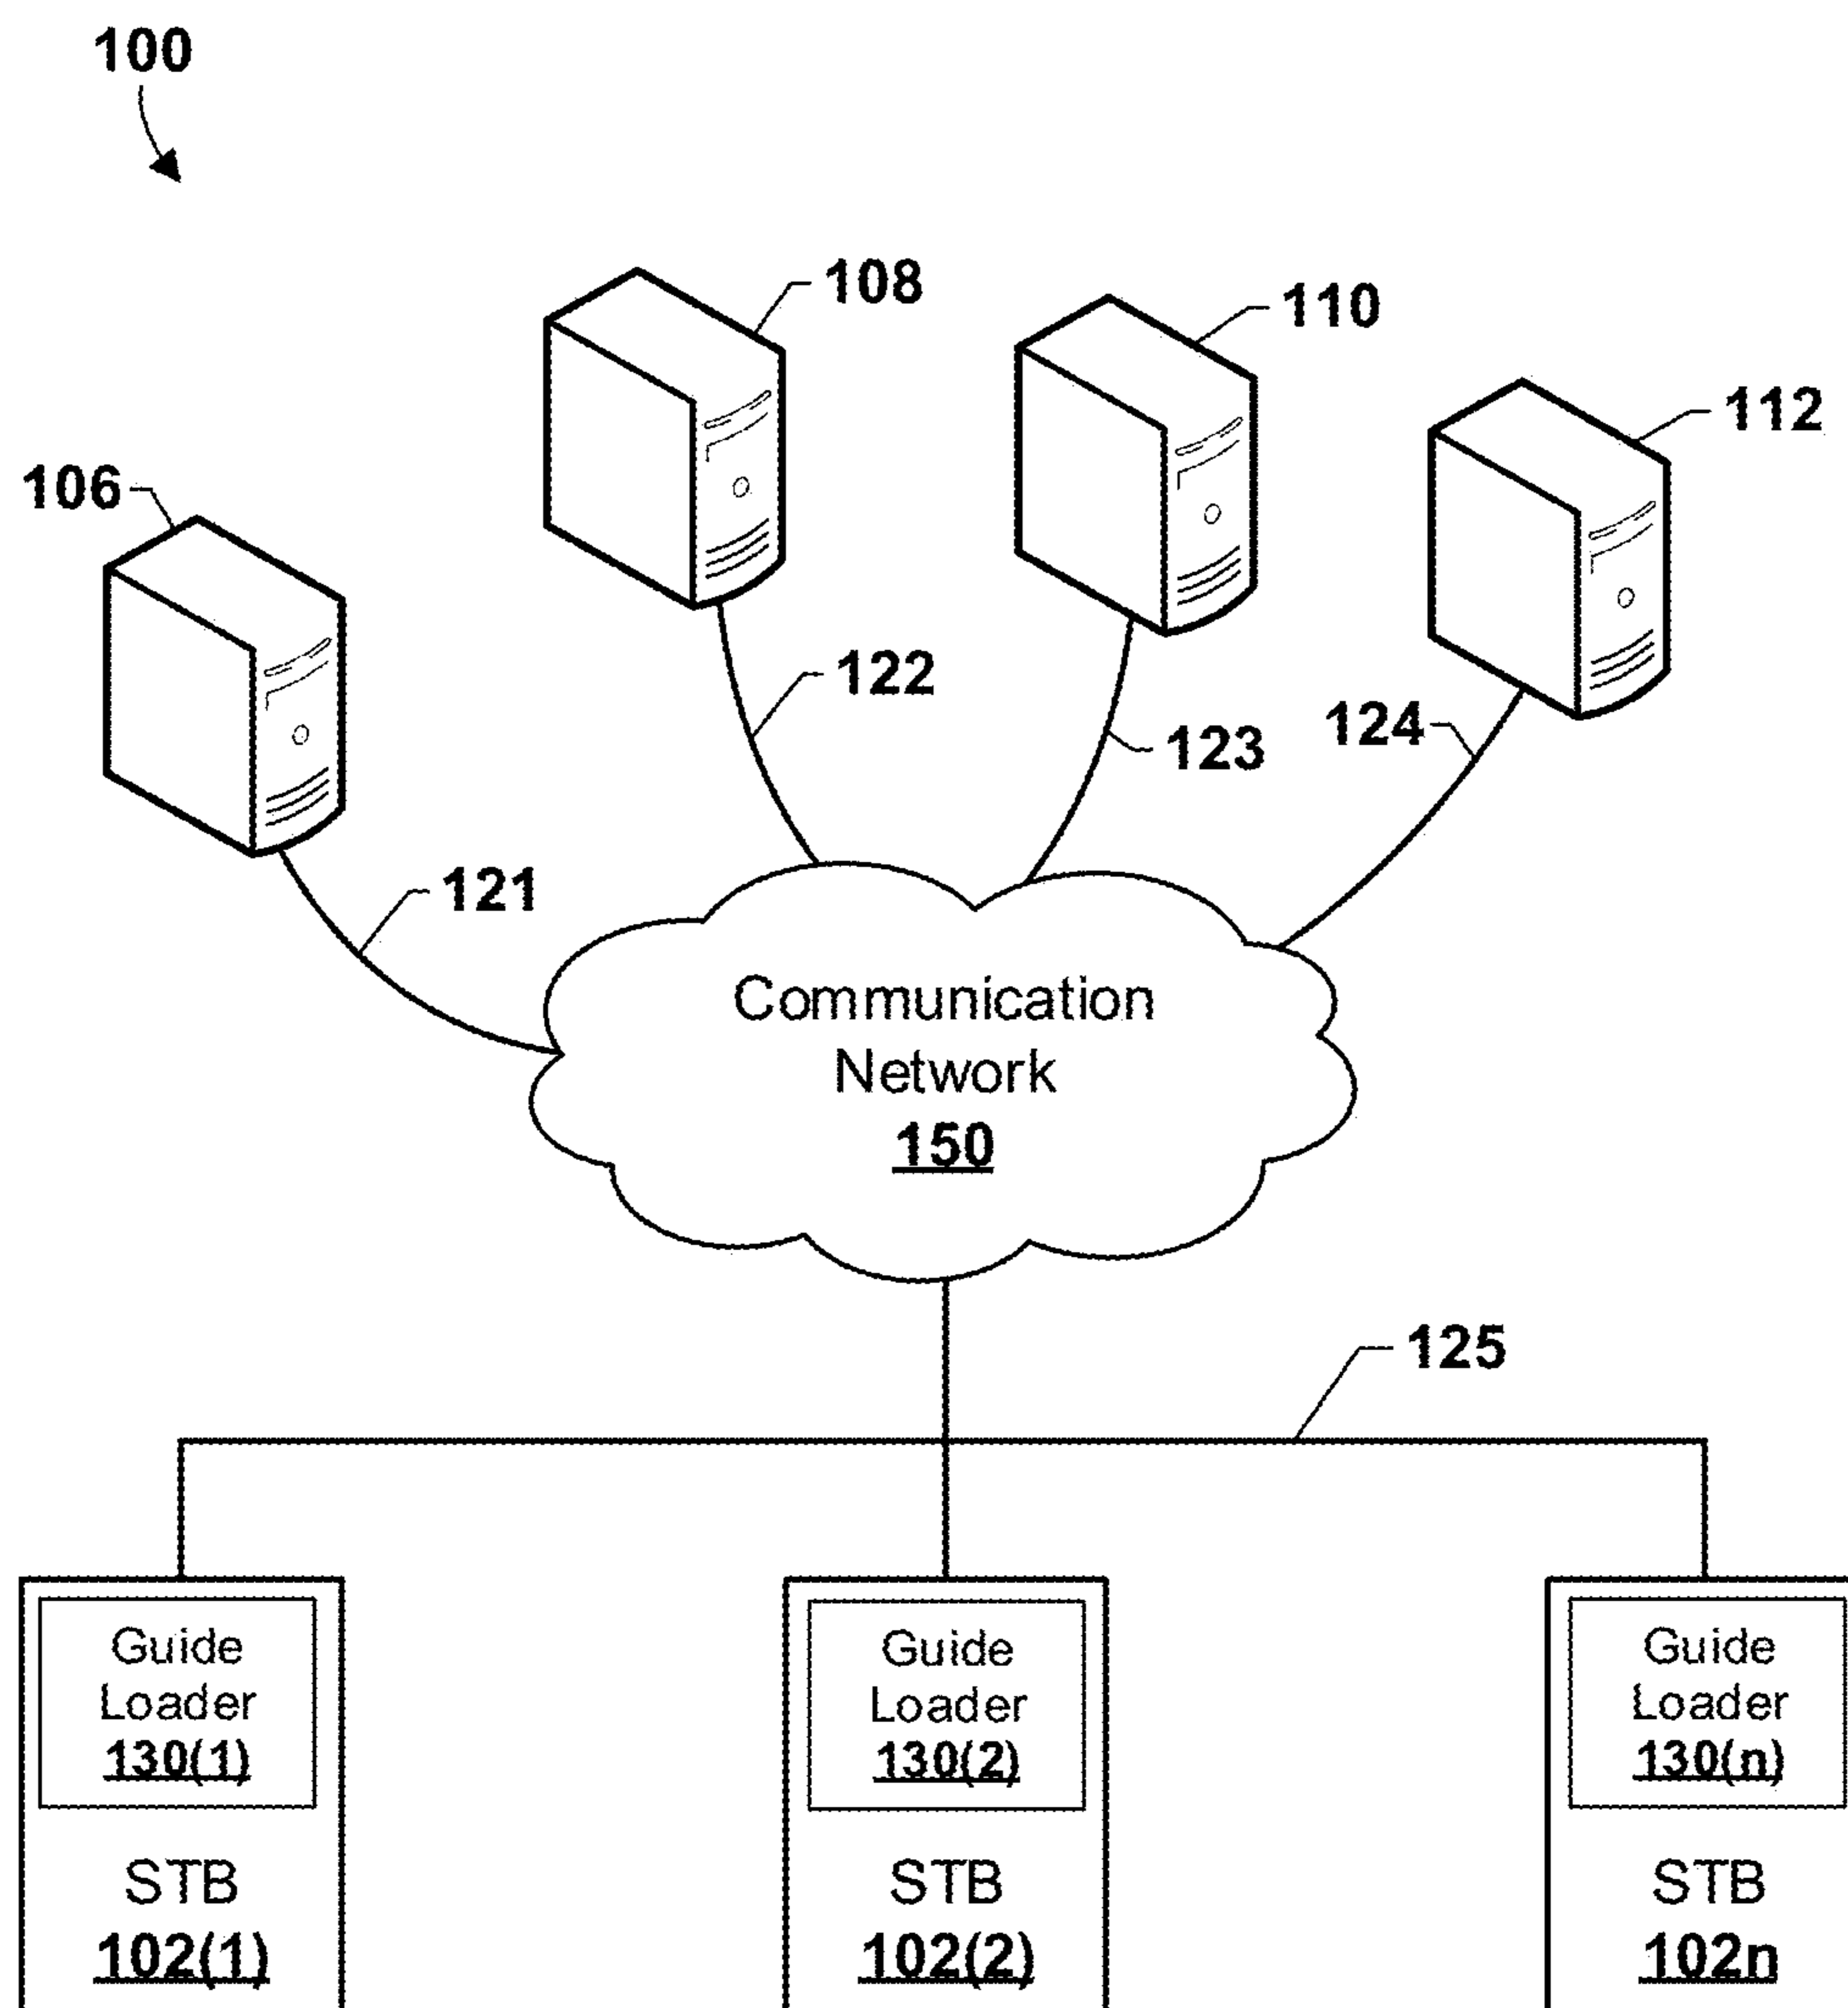 100
108
110
112
106
122
123
124
121
Communication
Network
150
125
Guide
Loader
130(1)
STB
102(1)
Guide
Loader
130(2)
STB
102(2)
Guide
Loader
130(n)
STB
102n